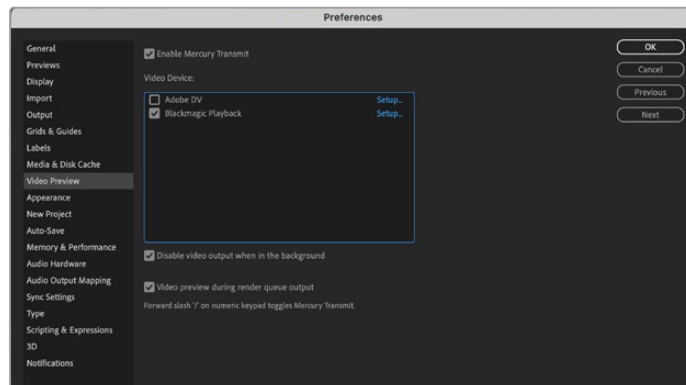 Preferences
General
Previews
Display
Import
Output
Grids & Guides
Labels
Media & Disk Cache
Video Preview
Appearance
New Project
Auto-Save
Memory & Performance
Audio Hardware
Audio Output Mapping
Sync Settings
Type
Scripting & Expressions
3D
Notifications
Enable Mercury Transmit
Video Device:
Adobe DV Setup...
Blackmagic Playback Setup...
Disable video output when in the background
Video preview during render queue output
Forward slash '/' on numeric keypad toggles Mercury Transmit.
OK
Cancel
Previous
Next